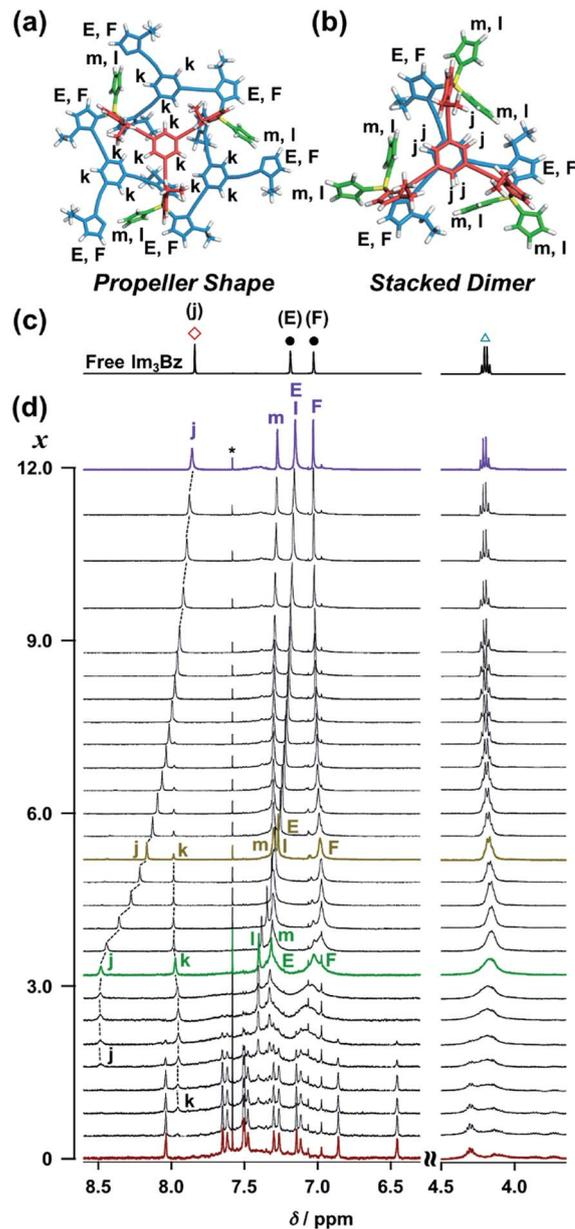 (a)
(b)
E, F
m, l
E, F
k
k
k
k
E, F
k
k
k
m, l
k
k
k
k
k
E, F
E, F
m, l
E, F
E, F
m, l
m, l
j
j
j
j
j
j
m, l
m, l
E, F
E, F
m, l
m, l
Propeller Shape
Stacked Dimer
(c)
(j)
(E) (F)
Free Im₃Bz
(d)
x
j
*
m
E
l
F
12.0
9.0
6.0
j
k
m
l
E
F
j
k
l
m
E
F
3.0
j
k
0
8.5 8.0 7.5 7.0 6.5 4.5 4.0
δ / ppm